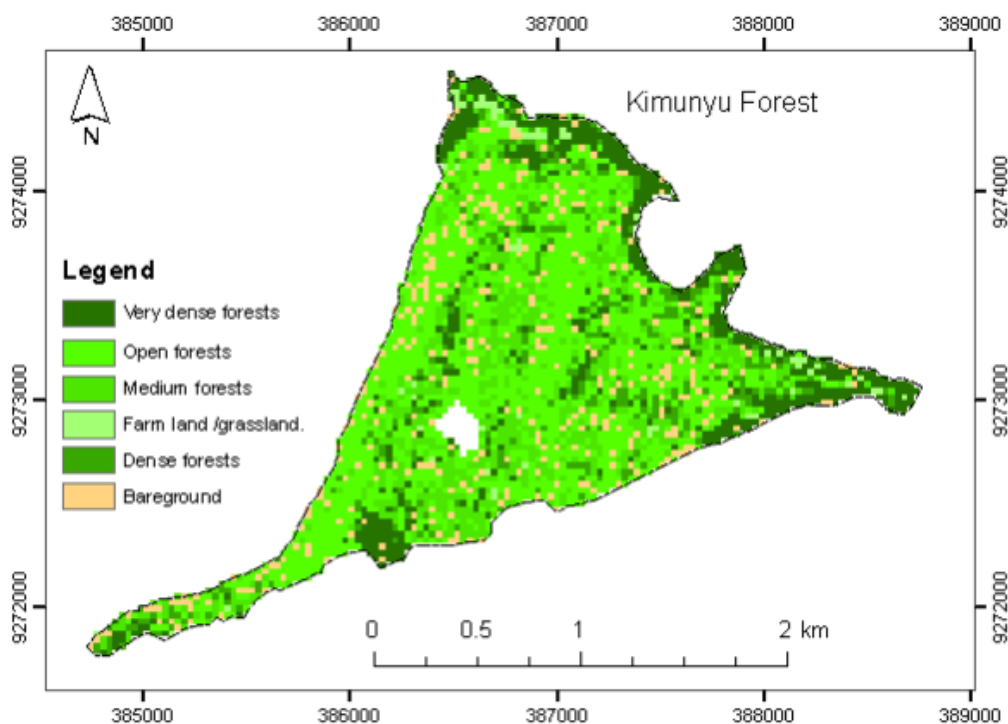 385000 386000 387000 388000 389000
Kimunyu Forest
N
9274000 9274000
Legend
Very dense forests
Open forests
Medium forests
Farm land /grassland.
Dense forests
Bareground
9273000 9273000
0 0.5 1 2 km
9272000 9272000
385000 386000 387000 388000 389000